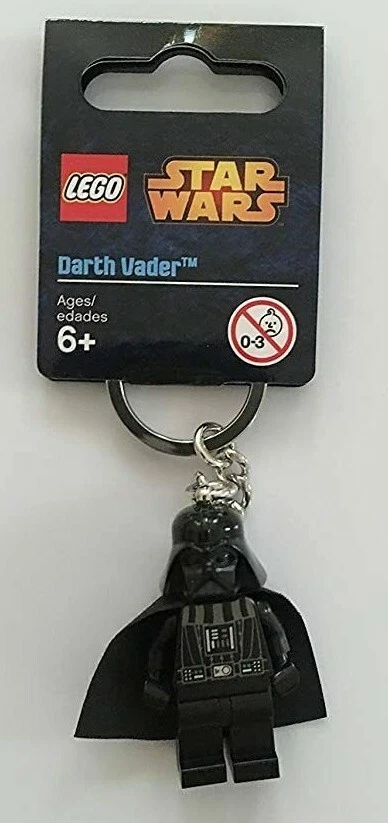 LEGO
STAR
WARS
Darth Vader™
Ages/
edades
6+
0-3